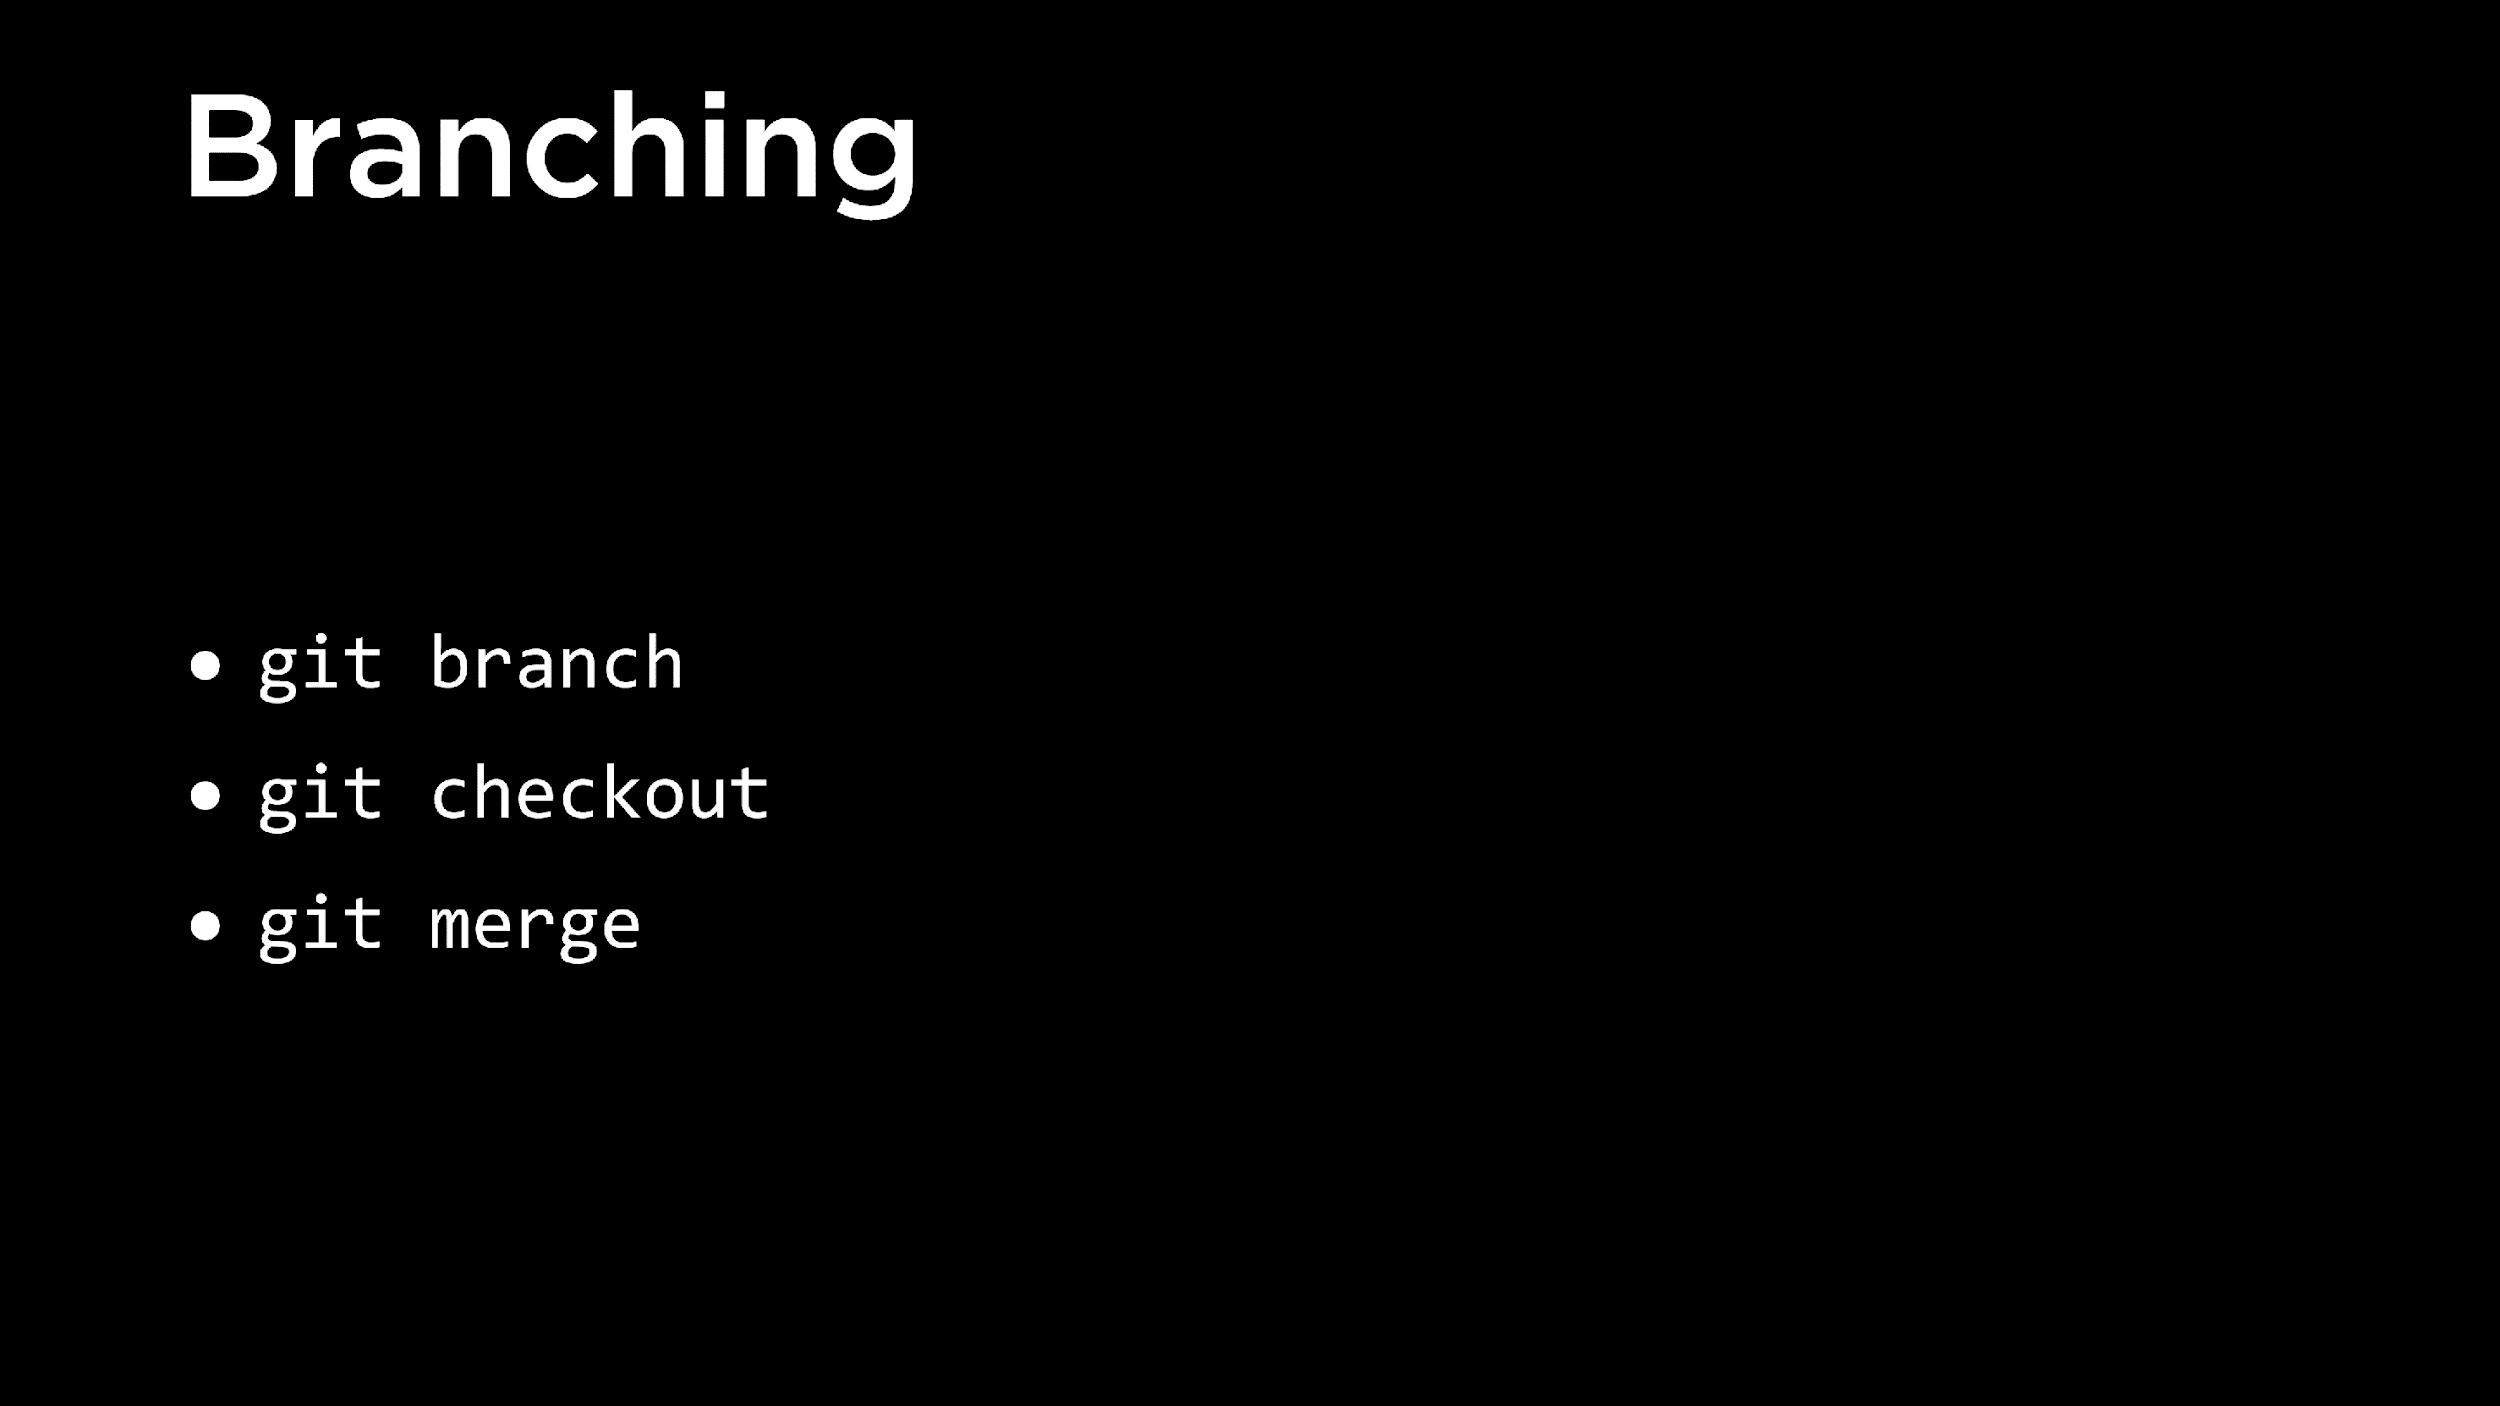 Branching
• git branch
• git checkout
• git merge